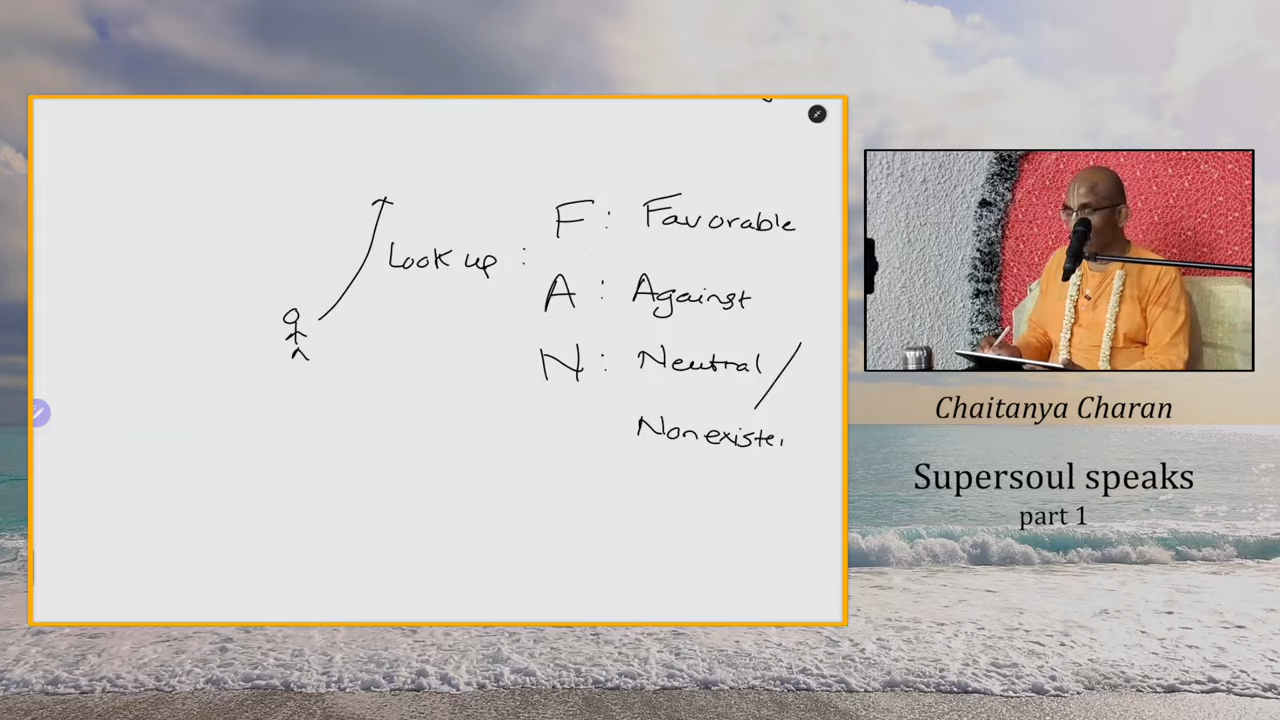 F: Favorable
Look up:
A: Against
N: Neutral /
Nonexiste
Chaitanya Charan
Supersoul speaks
part 1